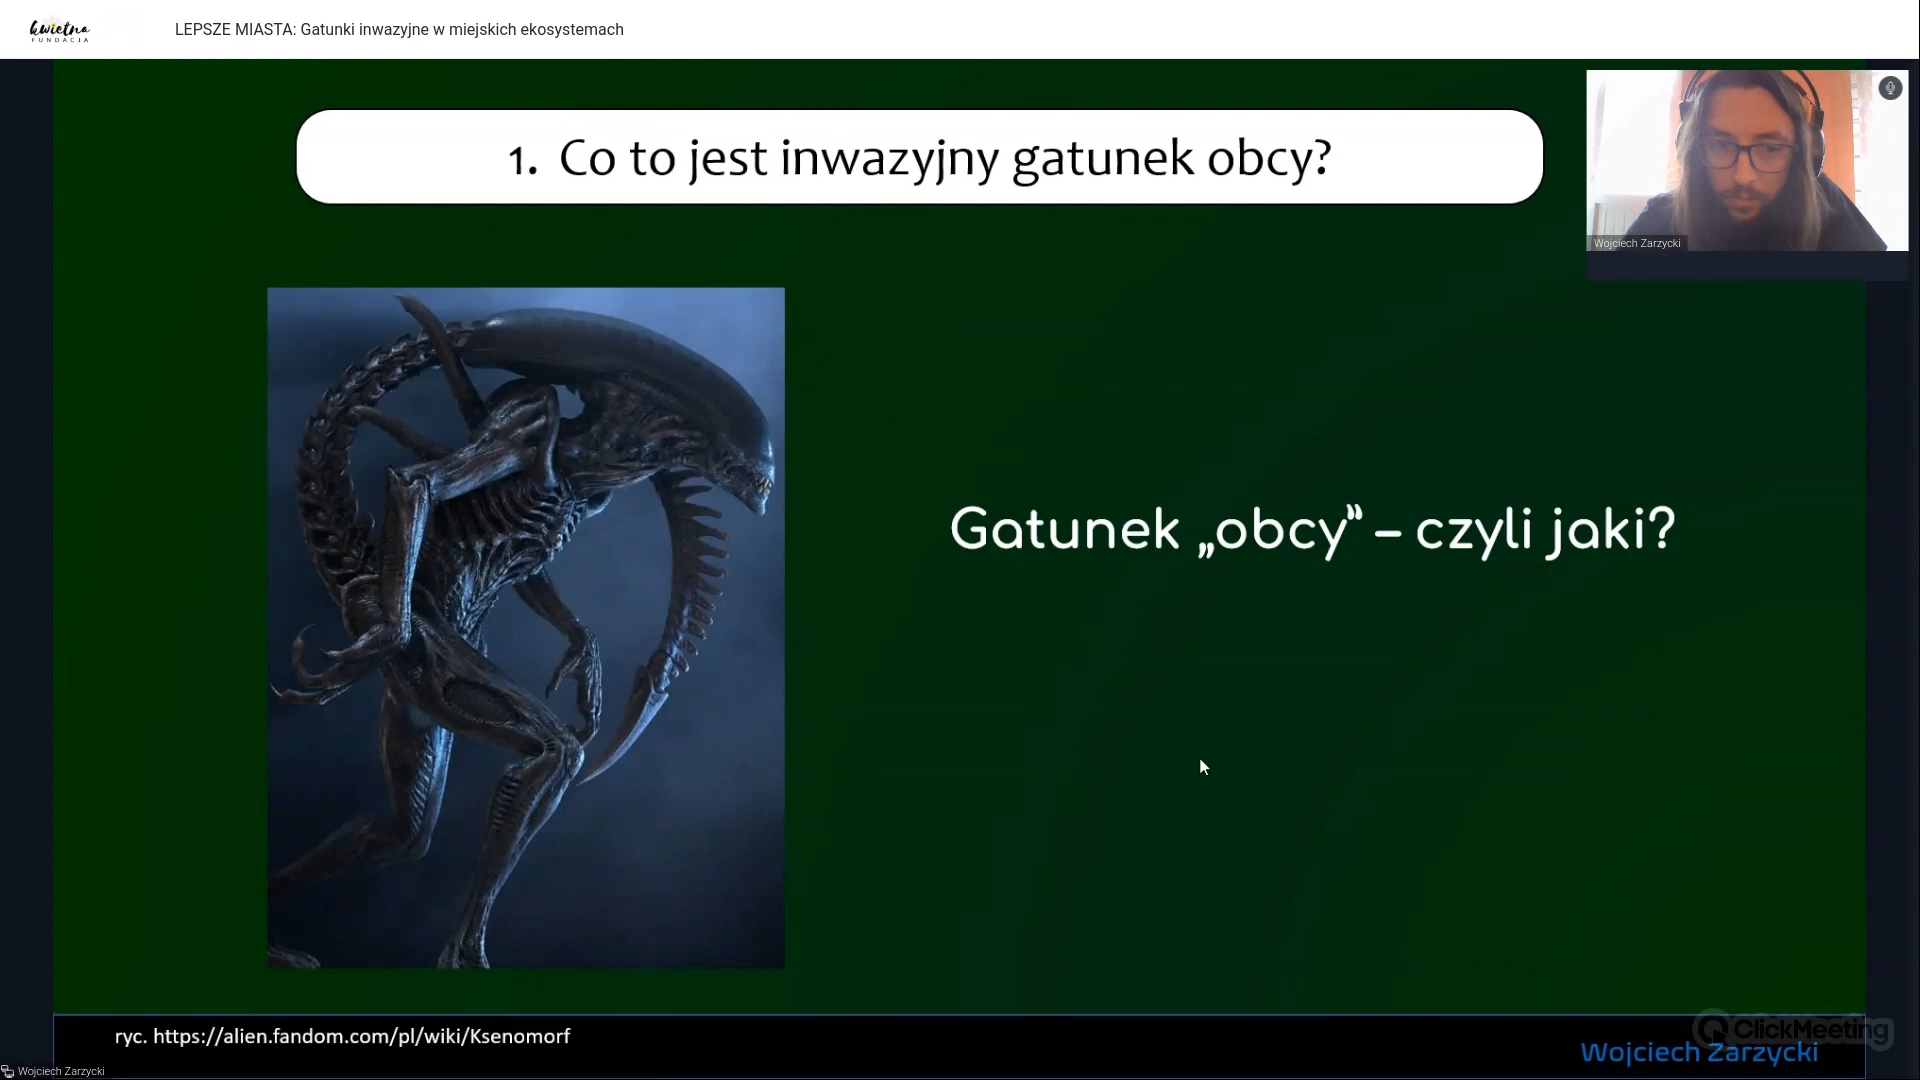 kwietna
FUNDACJA
LEPSZE MIASTA: Gatunki inwazyjne w miejskich ekosystemach
1. Co to jest inwazyjny gatunek obcy?
Wojciech Zarzycki
Gatunek „obcy” – czyli jaki?
ryc. https://alien.fandom.com/pl/wiki/Ksenomorf
ClickMeeting
Wojciech Zarzycki
Wojciech Zarzycki